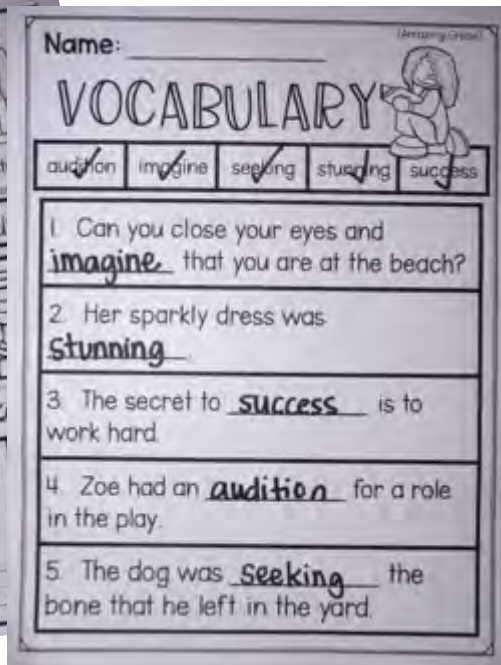 (Amazing Grace)
Name:
VOCABULARY
audition imagine seeking stunning success
1. Can you close your eyes and
imagine that you are at the beach?
2. Her sparkly dress was
stunning.
3. The secret to success is to
work hard.
4. Zoe had an audition for a role
in the play.
5. The dog was seeking the
bone that he left in the yard.